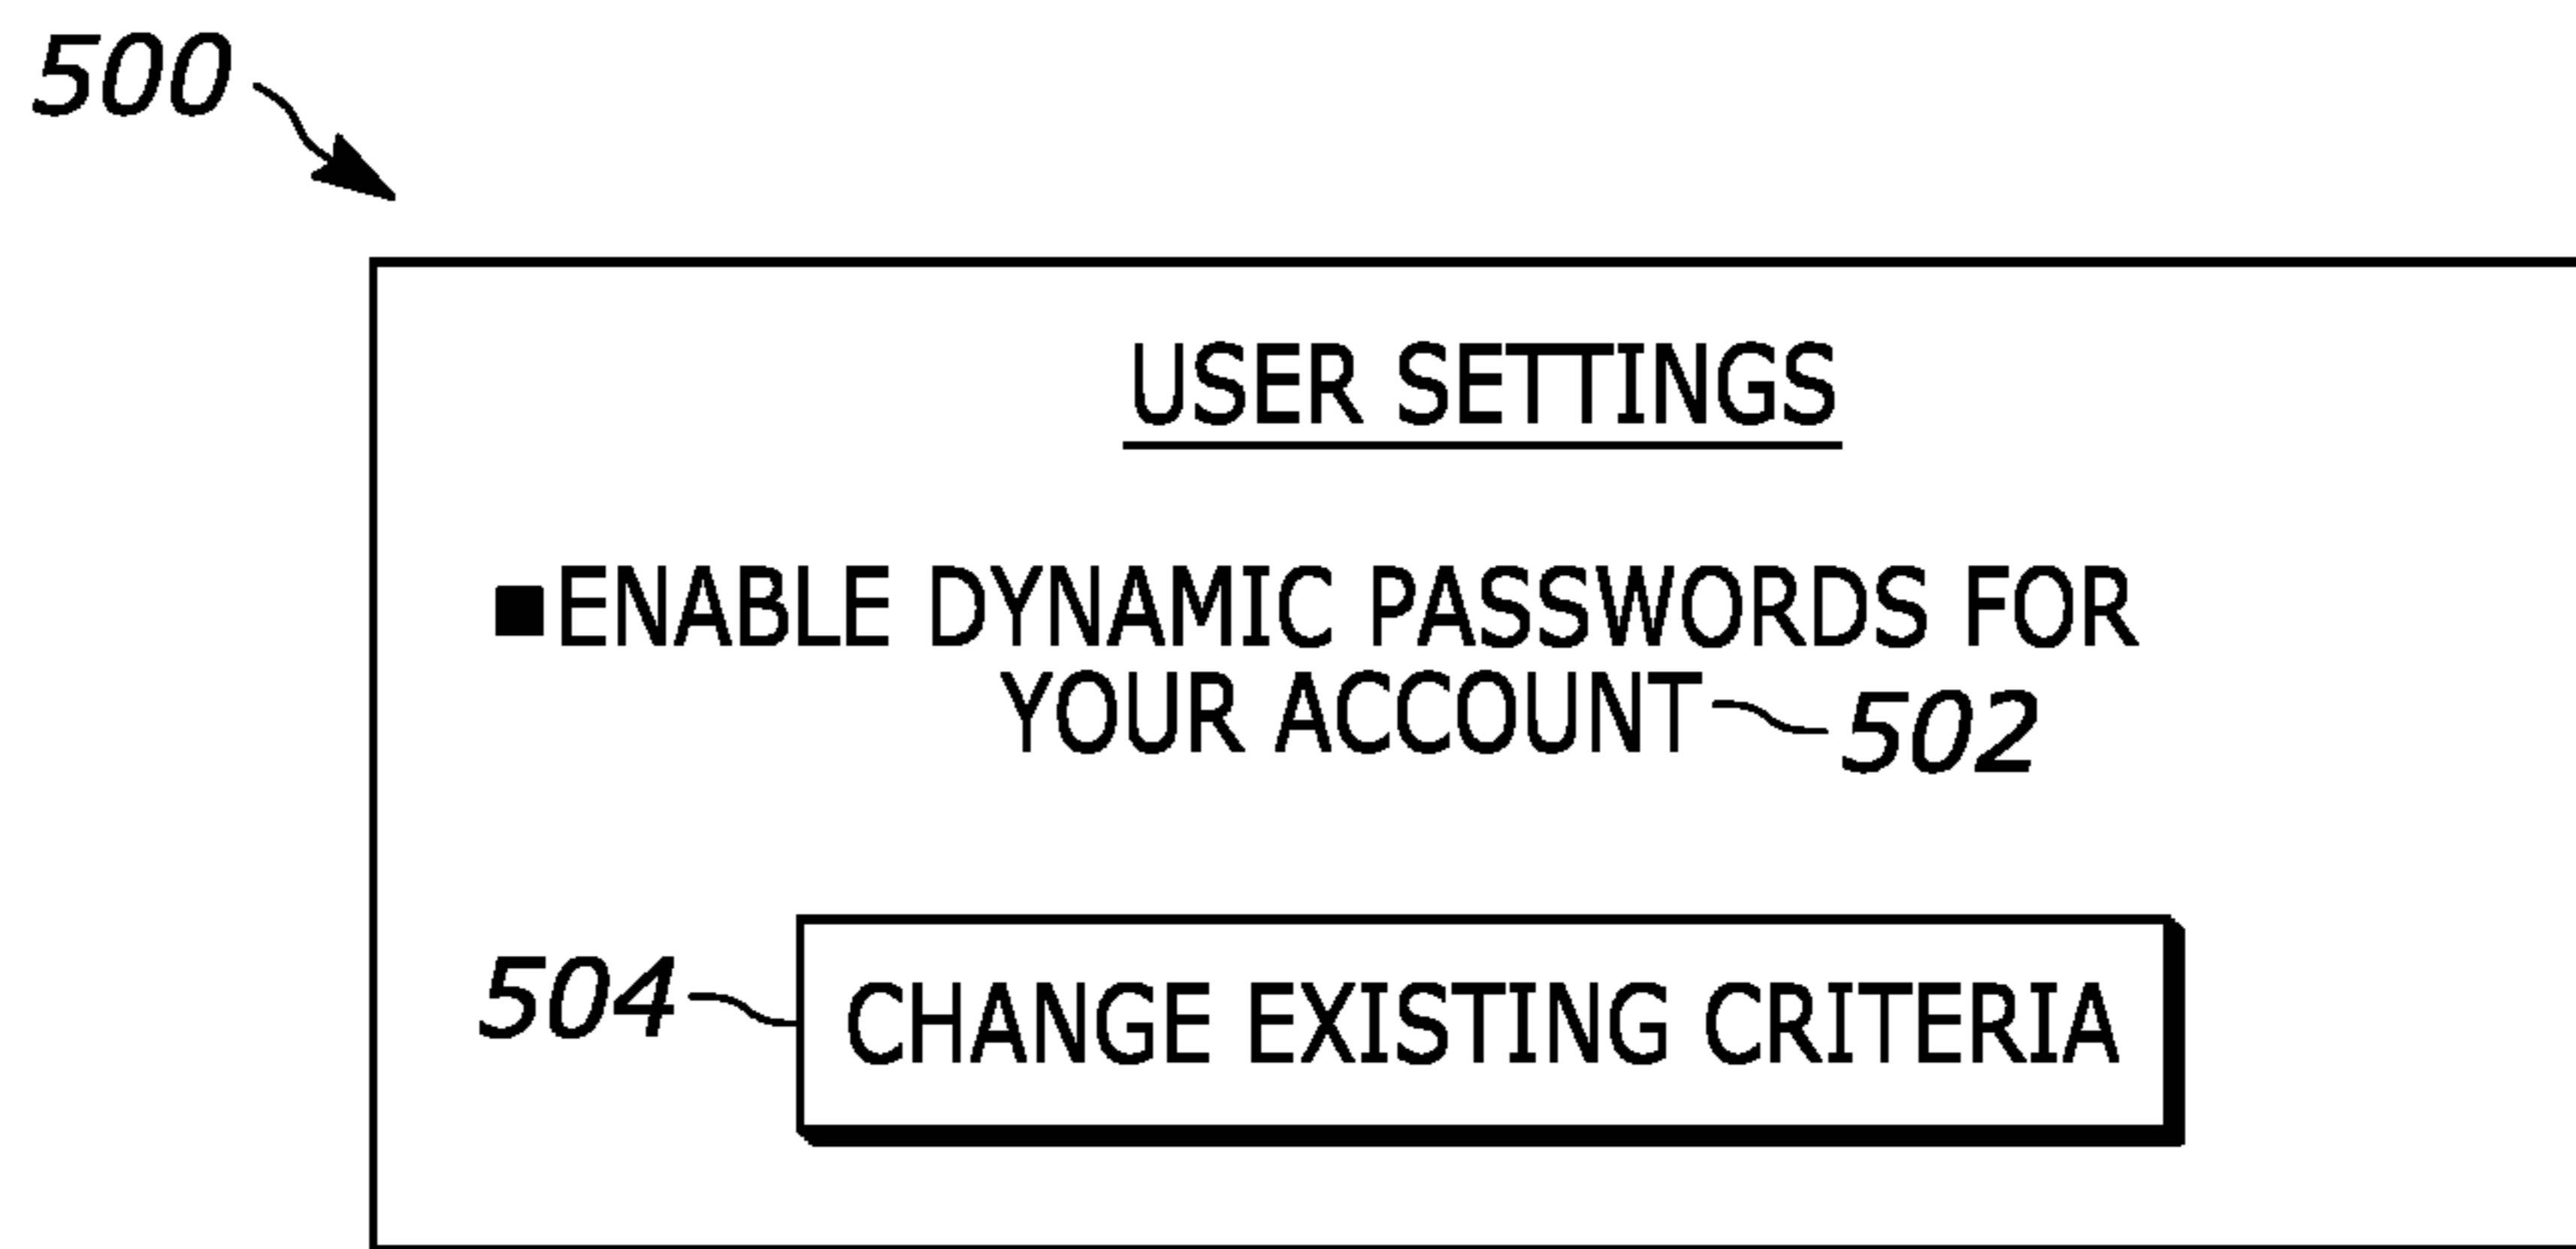 500
USER SETTINGS
■ENABLE DYNAMIC PASSWORDS FOR
YOUR ACCOUNT 502
504 CHANGE EXISTING CRITERIA